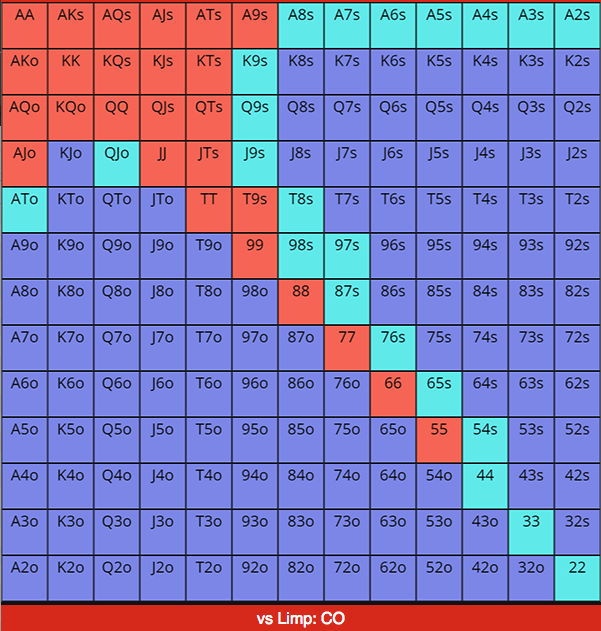 AA AKs AQs AJs ATs A9s A8s A7s A6s A5s A4s A3s A2s
AKo KK KQs KJs KTs K9s K8s K7s K6s K5s K4s K3s K2s
AQo KQo QQ QJs QTs Q9s Q8s Q7s Q6s Q5s Q4s Q3s Q2s
AJo KJo QJo JJ JTs J9s J8s J7s J6s J5s J4s J3s J2s
ATo KTo QTo JTo TT T9s T8s T7s T6s T5s T4s T3s T2s
A9o K9o Q9o J9o T9o 99 98s 97s 96s 95s 94s 93s 92s
A8o K8o Q8o J8o T8o 98o 88 87s 86s 85s 84s 83s 82s
A7o K7o Q7o J7o T7o 97o 87o 77 76s 75s 74s 73s 72s
A6o K6o Q6o J6o T6o 96o 86o 76o 66 65s 64s 63s 62s
A5o K5o Q5o J5o T5o 95o 85o 75o 65o 55 54s 53s 52s
A4o K4o Q4o J4o T4o 94o 84o 74o 64o 54o 44 43s 42s
A3o K3o Q3o J3o T3o 93o 83o 73o 63o 53o 43o 33 32s
A2o K2o Q2o J2o T2o 92o 82o 72o 62o 52o 42o 32o 22
vs Limp: CO